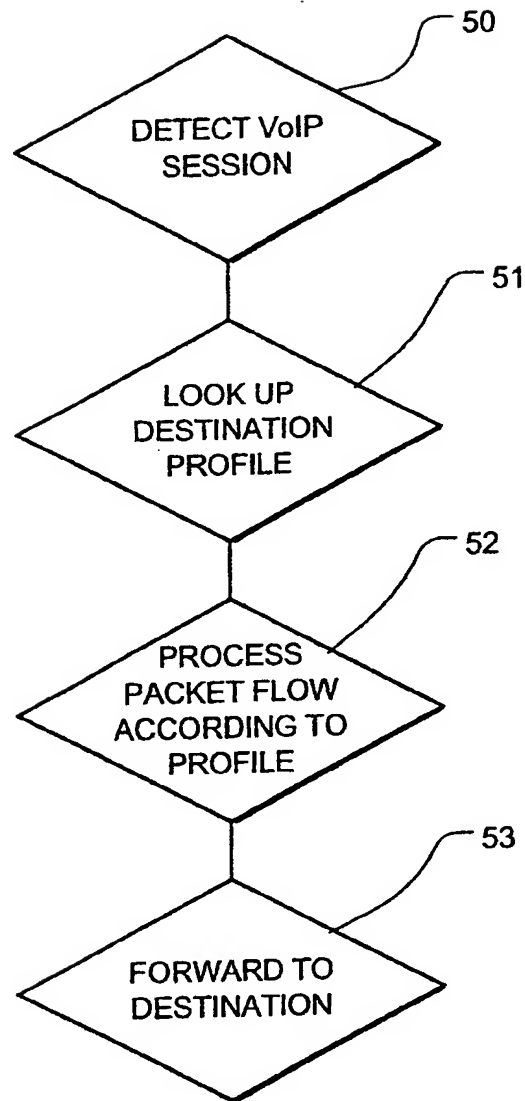 50
DETECT VoIP
SESSION
51
LOOK UP
DESTINATION
PROFILE
52
PROCESS
PACKET FLOW
ACCORDING TO
PROFILE
53
FORWARD TO
DESTINATION